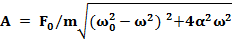 A = F₀/m√(ω₀² − ω²)² + 4α²ω²